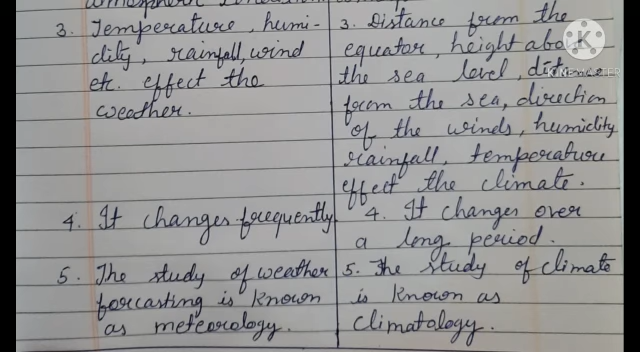 3. Temperature, humi-
dity, rainfall, wind
etc. effect the
weather.
4. It changes frequently.
5. The study of weather
forcasting is known
as meteorology.
3. Distance from the
equator, height above
the sea level,
from the sea, direction
of the winds, humidity
rainfall, temperature
effect the climate.
4. It changes over
a long period.
5. The study of climate
is known as
climatology.
K
KINEMASTER